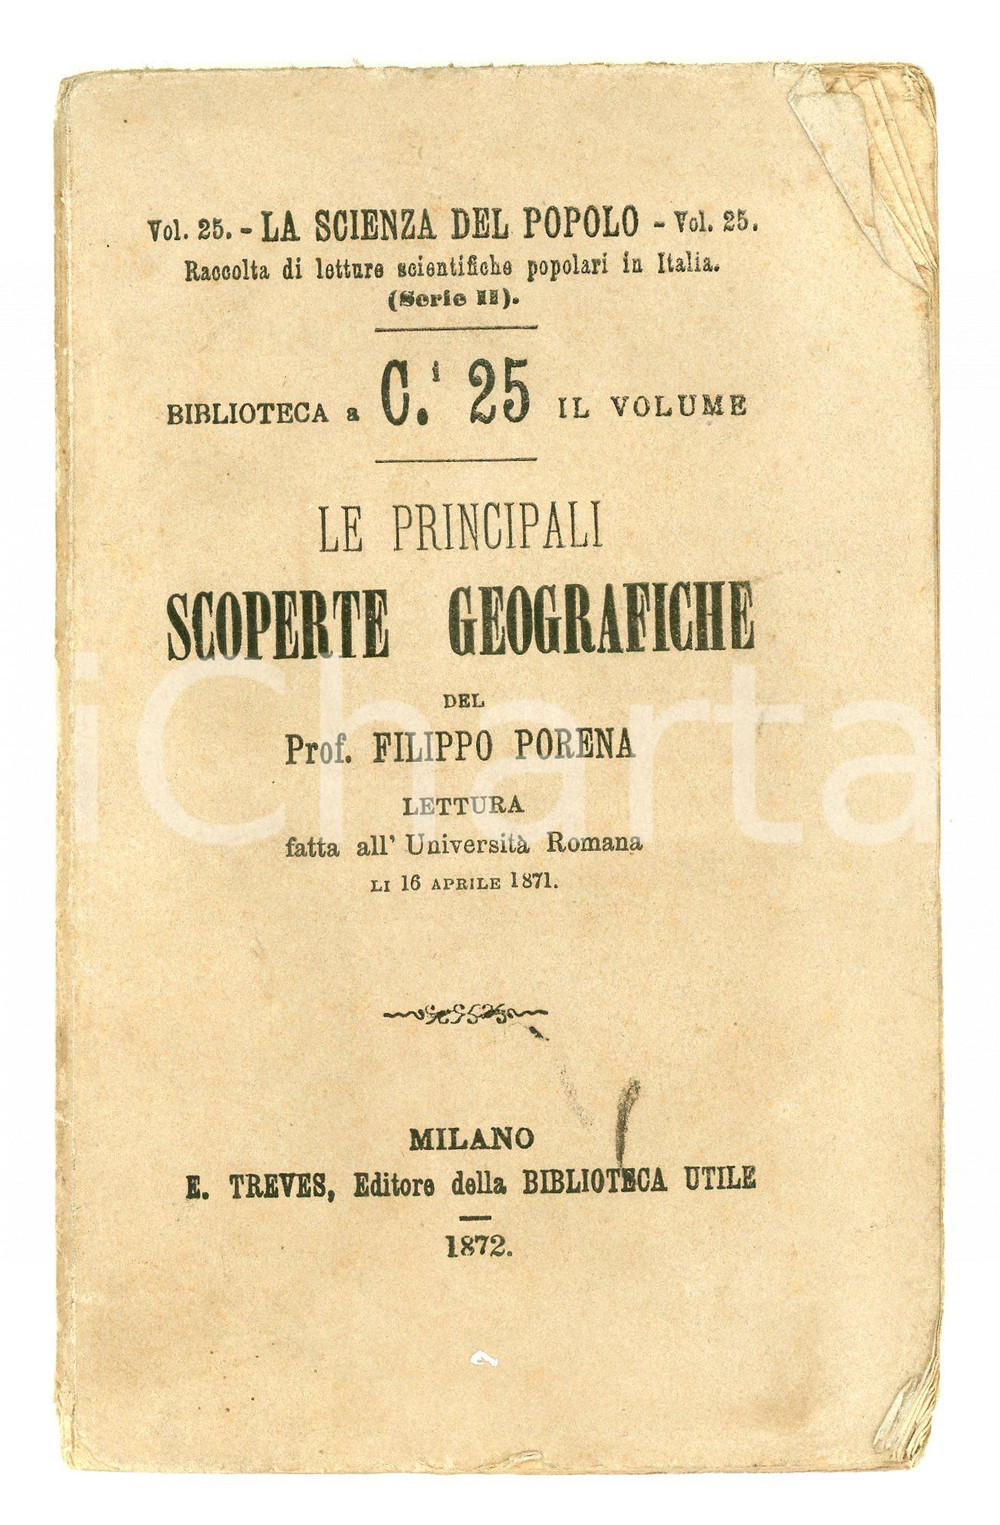 Vol. 25. - LA SCIENZA DEL POPOLO - Vol. 25.
Raccolta di letture scientifiche popolari in Italia.
(Serie II).
BIBLIOTECA a C.i 25 IL VOLUME
LE PRINCIPALI
SCOPERTE GEOGRAFICHE
DEL
Prof. FILIPPO PORENA
LETTURA
fatta all' Università Romana
LI 16 APRILE 1871.
MILANO
E. TREVES, Editore della BIBLIOTECA UTILE
1872.
iCharta